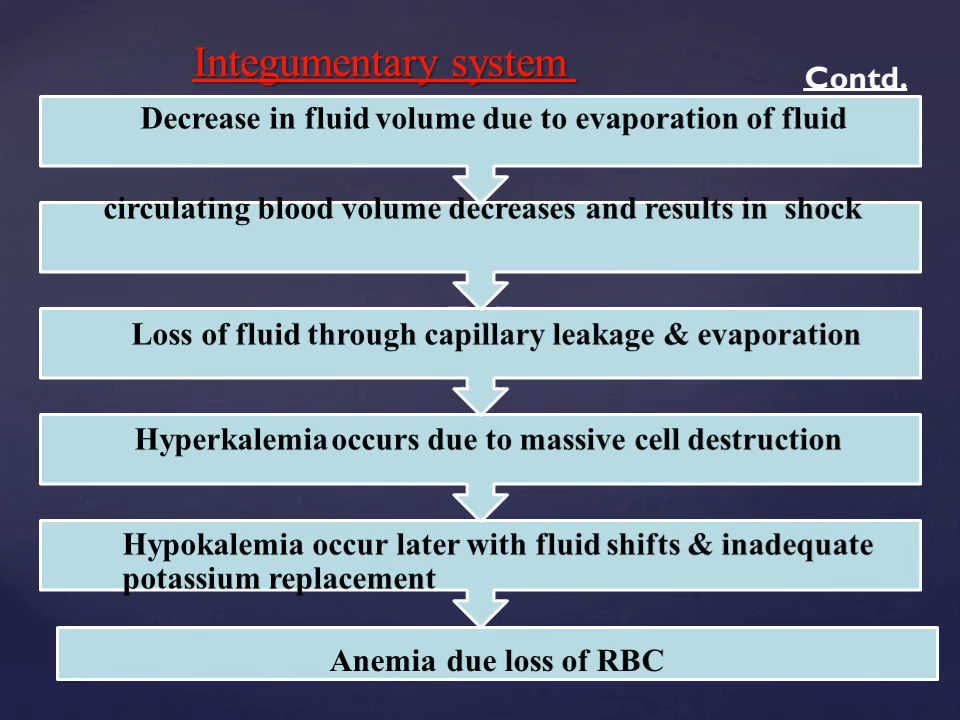 Integumentary system
Contd.
Decrease in fluid volume due to evaporation of fluid
circulating blood volume decreases and results in shock
Loss of fluid through capillary leakage & evaporation
Hyperkalemia occurs due to massive cell destruction
Hypokalemia occur later with fluid shifts & inadequate
potassium replacement
Anemia due loss of RBC